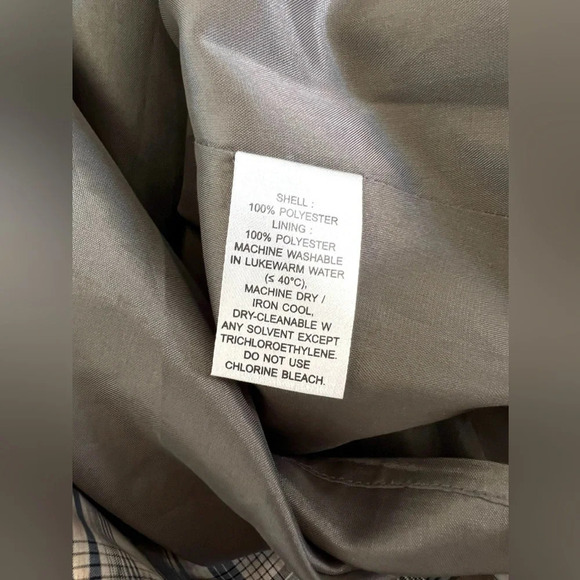 SHELL :
100% POLYESTER
LINING :
100% POLYESTER
MACHINE WASHABLE
IN LUKEWARM WATER
(≤ 40°C),
MACHINE DRY /
IRON COOL,
DRY-CLEANABLE W
ANY SOLVENT EXCEPT
TRICHLOROETHYLENE.
DO NOT USE
CHLORINE BLEACH.